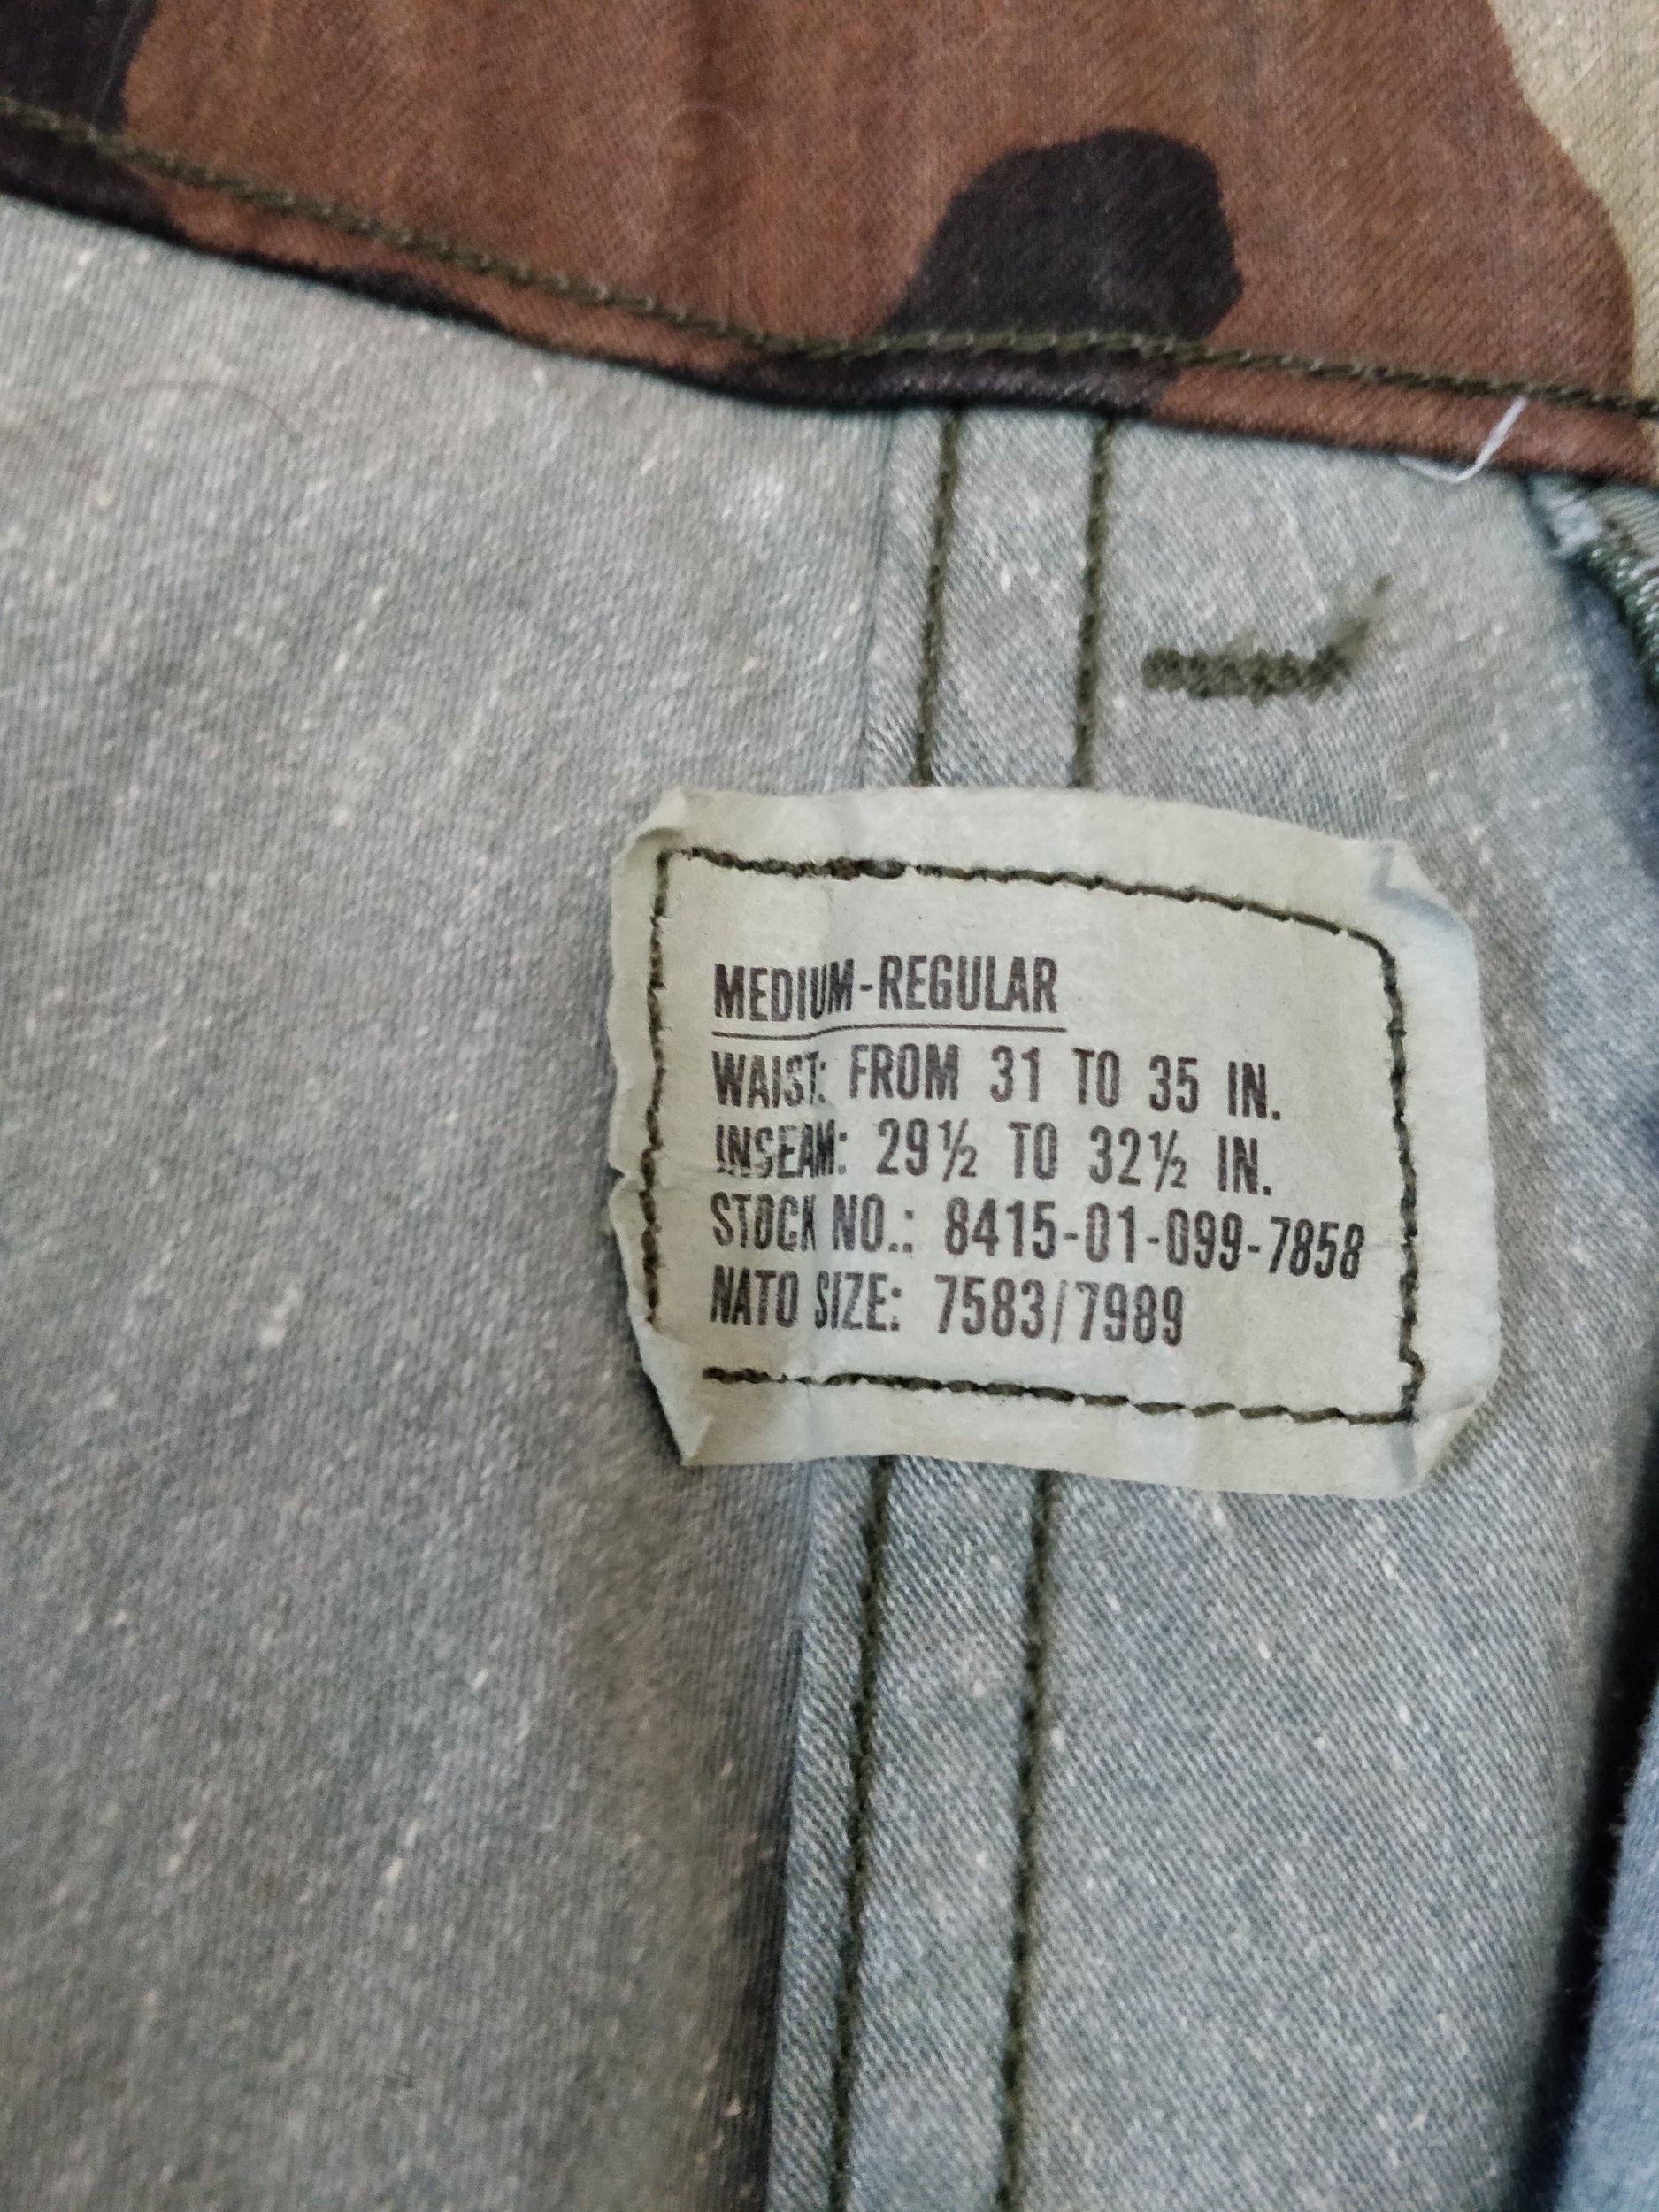 MEDIUM-REGULAR
WAIST: FROM 31 TO 35 IN.
INSEAM: 29½ TO 32½ IN.
STOCK NO.: 8415-01-099-7858
NATO SIZE: 7583/7989